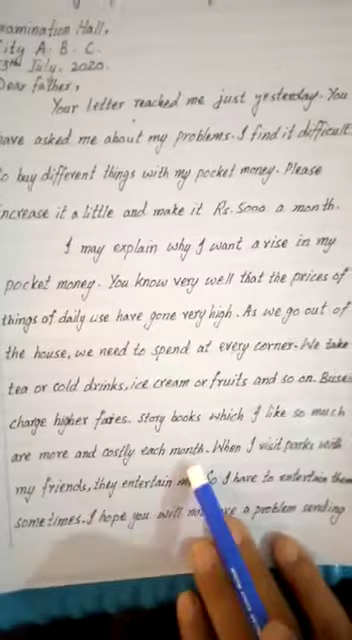 Examination Hall,
City A. B. C.
3th July, 2020.
Dear father,
Your letter reached me just yesterday. You
have asked me about my problems. I find it difficult
to buy different things with my pocket money. Please
increase it a little and make it Rs. 5000 a month.
I may explain why I want a rise in my
pocket money. You know very well that the prices of
things of daily use have gone very high. As we go out of
the house, we need to spend at every corner. We take
tea or cold drinks, ice cream or fruits and so on. Buses
charge higher fares. Story books which I like so much
are more and costly each month. When I visit parks with
my friends, they entertain So I have to entertain them
sometimes. I hope you will a problem sending